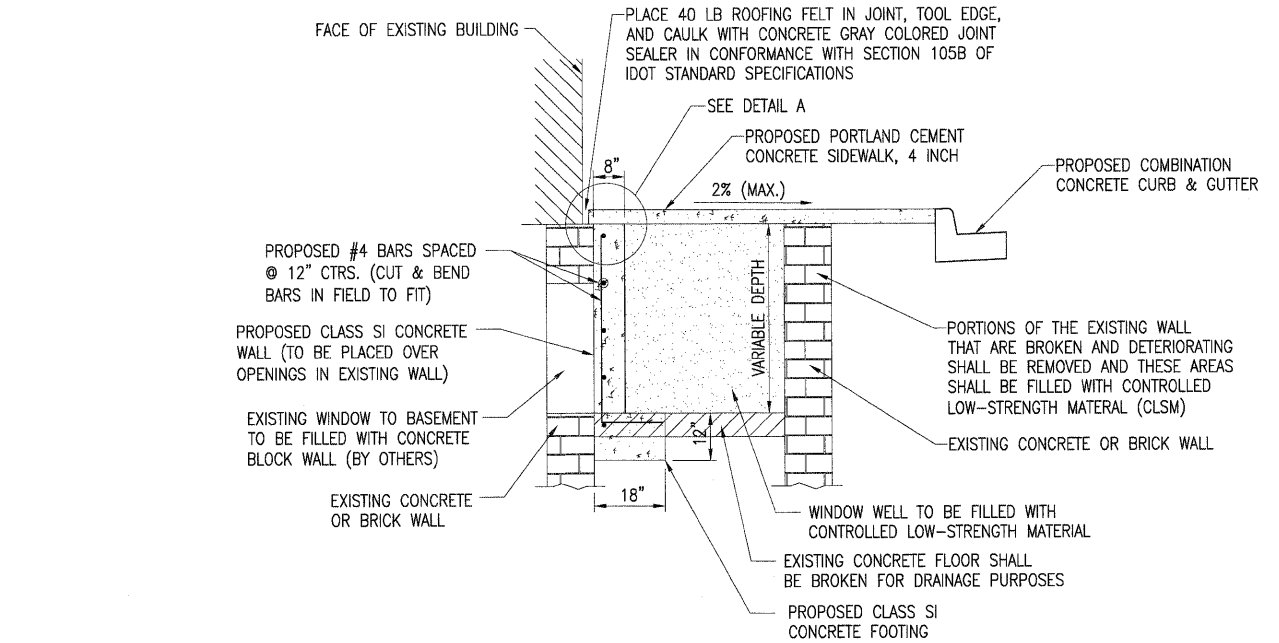 FACE OF EXISTING BUILDING
PLACE 40 LB ROOFING FELT IN JOINT, TOOL EDGE,
AND CAULK WITH CONCRETE GRAY COLORED JOINT
SEALER IN CONFORMANCE WITH SECTION 105B OF
IDOT STANDARD SPECIFICATIONS
SEE DETAIL A
PROPOSED PORTLAND CEMENT
CONCRETE SIDEWALK, 4 INCH
PROPOSED COMBINATION
CONCRETE CURB & GUTTER
8"
2% (MAX.)
PROPOSED #4 BARS SPACED
@ 12" CTRS. (CUT & BEND
BARS IN FIELD TO FIT)
PROPOSED CLASS SI CONCRETE
WALL (TO BE PLACED OVER
OPENINGS IN EXISTING WALL)
EXISTING WINDOW TO BASEMENT
TO BE FILLED WITH CONCRETE
BLOCK WALL (BY OTHERS)
EXISTING CONCRETE
OR BRICK WALL
VARIABLE DEPTH
12"
18"
PORTIONS OF THE EXISTING WALL
THAT ARE BROKEN AND DETERIORATING
SHALL BE REMOVED AND THESE AREAS
SHALL BE FILLED WITH CONTROLLED
LOW-STRENGTH MATERAL (CLSM)
EXISTING CONCRETE OR BRICK WALL
WINDOW WELL TO BE FILLED WITH
CONTROLLED LOW-STRENGTH MATERIAL
EXISTING CONCRETE FLOOR SHALL
BE BROKEN FOR DRAINAGE PURPOSES
PROPOSED CLASS SI
CONCRETE FOOTING